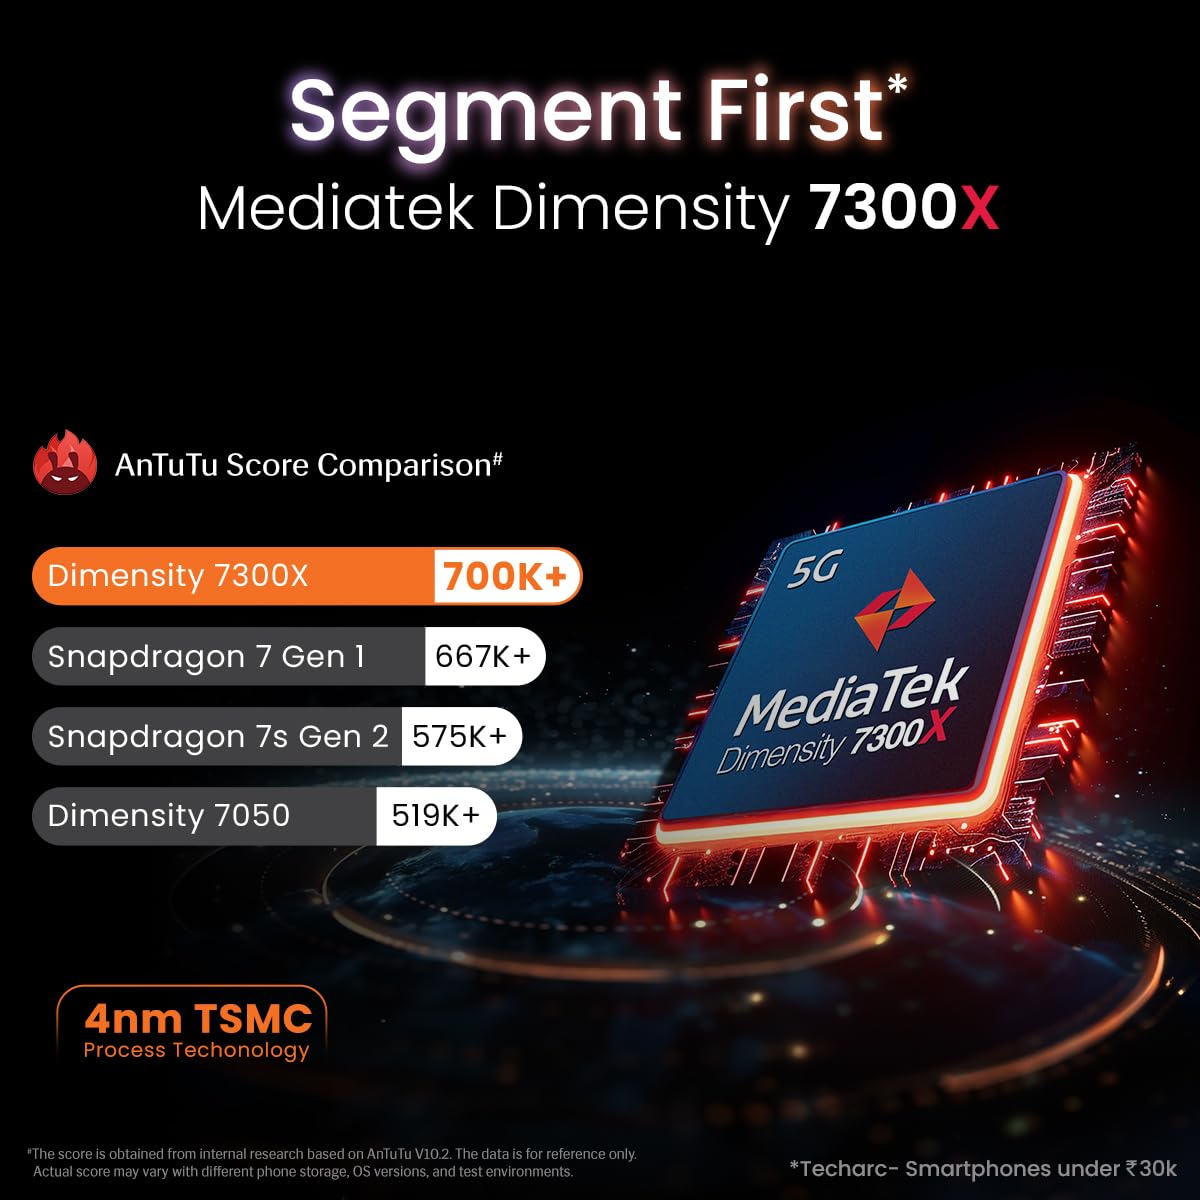 Segment First*
Mediatek Dimensity 7300X
AnTuTu Score Comparison#
Dimensity 7300X 700K+
Snapdragon 7 Gen 1 667K+
Snapdragon 7s Gen 2 575K+
Dimensity 7050 519K+
5G
MediaTek
Dimensity 7300X
4nm TSMC
Process Techonology
#The score is obtained from internal research based on AnTuTu V10.2. The data is for reference only.
Actual score may vary with different phone storage, OS versions, and test environments.
*Techarc- Smartphones under ₹30k